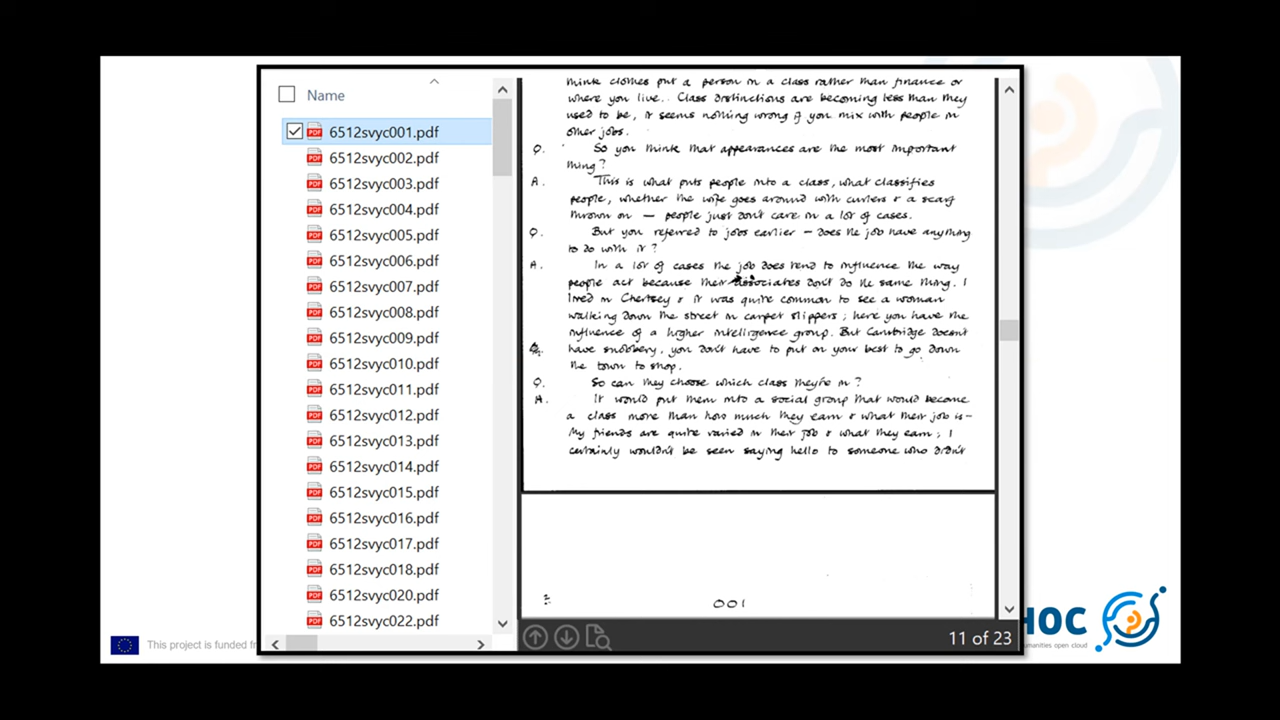 Name
6512svyc001.pdf
6512svyc002.pdf
6512svyc003.pdf
6512svyc004.pdf
6512svyc005.pdf
6512svyc006.pdf
6512svyc007.pdf
6512svyc008.pdf
6512svyc009.pdf
6512svyc010.pdf
6512svyc011.pdf
6512svyc012.pdf
6512svyc013.pdf
6512svyc014.pdf
6512svyc015.pdf
6512svyc016.pdf
6512svyc017.pdf
6512svyc018.pdf
6512svyc020.pdf
6512svyc022.pdf
think clothes put a person in a class rather than finance or
where you live.. Class distinctions are becoming less than they
used to be, it seems nothing wrong if you mix with people in
other jobs.
Q. So you think that appearances are the most important
thing?
A. This is what puts people into a class, what classifies
people, whether the wife goes around with curlers & a scarf
thrown on — people just don't care in a lot of cases.
Q. But you referred to jobs earlier – does the job have anything
to do with it?
A. In a lot of cases the job does tend to influence the way
people act because their associates don't do the same thing. I
lived in Chertsey & it was quite common to see a woman
walking down the street in carpet slippers; here you have the
influence of a higher intelligence group. But Cambridge doesn't
have snobbery, you don't have to put on your best to go down
the town to shop.
Q. So can they choose which class they're in?
A. It would put them into a social group that would become
a class more than how much they earn & what their job is –
My friends are quite varied in their job & what they earn; I
certainly wouldn't be seen saying hello to someone who didn't
001
11 of 23
This project is funded f
HOC
umanities open cloud